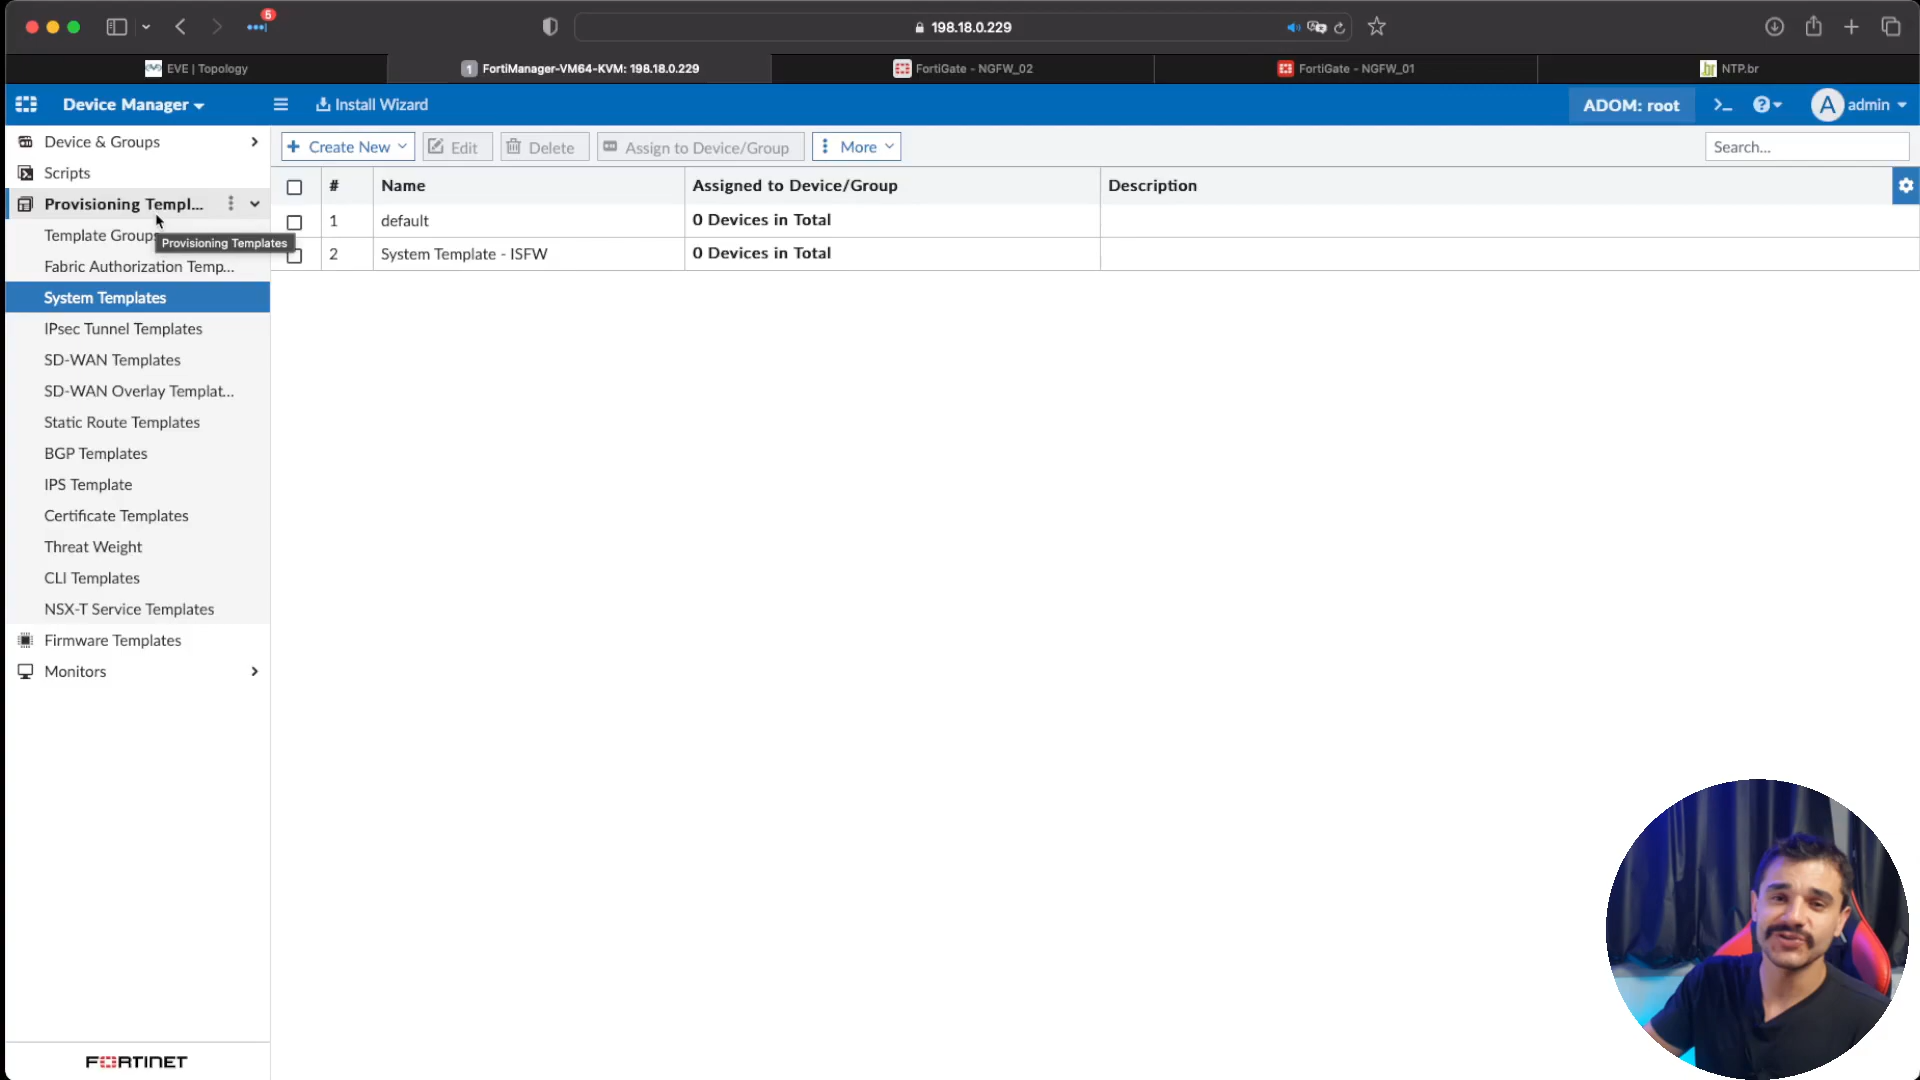 5
198.18.0.229
EVE | Topology
1 FortiManager-VM64-KVM: 198.18.0.229
FortiGate - NGFW_02
FortiGate - NGFW_01
NTP.br
Device Manager
Install Wizard
ADOM: root
A admin
Device & Groups
Scripts
Provisioning Templ...
Template Groups
Provisioning Templates
Fabric Authorization Temp...
System Templates
IPsec Tunnel Templates
SD-WAN Templates
SD-WAN Overlay Templat...
Static Route Templates
BGP Templates
IPS Template
Certificate Templates
Threat Weight
CLI Templates
NSX-T Service Templates
Firmware Templates
Monitors
FORTINET
+ Create New
Edit
Delete
Assign to Device/Group
More
Search...
# Name Assigned to Device/Group Description
1 default 0 Devices in Total
2 System Template - ISFW 0 Devices in Total